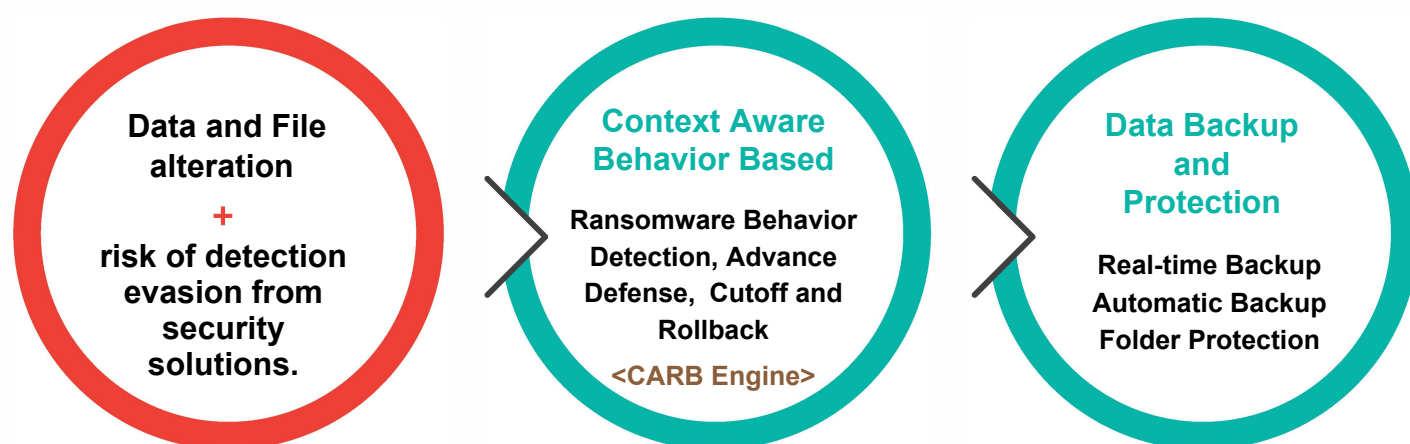 Data and File
alteration
+
risk of detection
evasion from
security
solutions.
Context Aware
Behavior Based
Ransomware Behavior
Detection, Advance
Defense, Cutoff and
Rollback
<CARB Engine>
Data Backup
and
Protection
Real-time Backup
Automatic Backup
Folder Protection